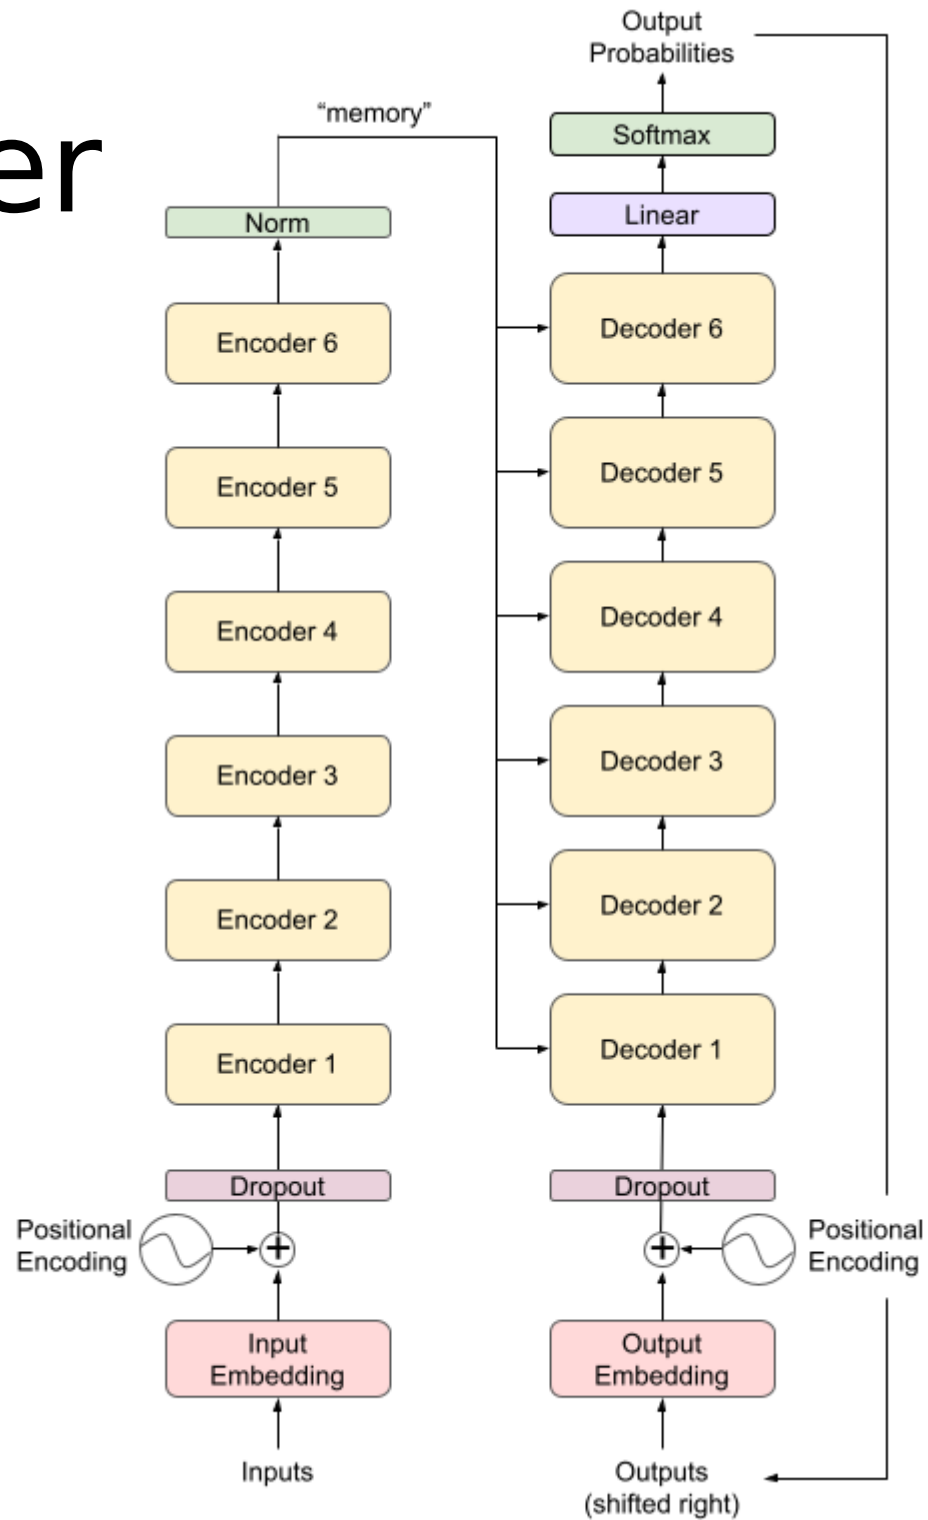 er
“memory”
Norm
Encoder 6
Encoder 5
Encoder 4
Encoder 3
Encoder 2
Encoder 1
Dropout
Positional
Encoding
+
Input
Embedding
Inputs
Output
Probabilities
Softmax
Linear
Decoder 6
Decoder 5
Decoder 4
Decoder 3
Decoder 2
Decoder 1
Dropout
+
Positional
Encoding
Output
Embedding
Outputs
(shifted right)